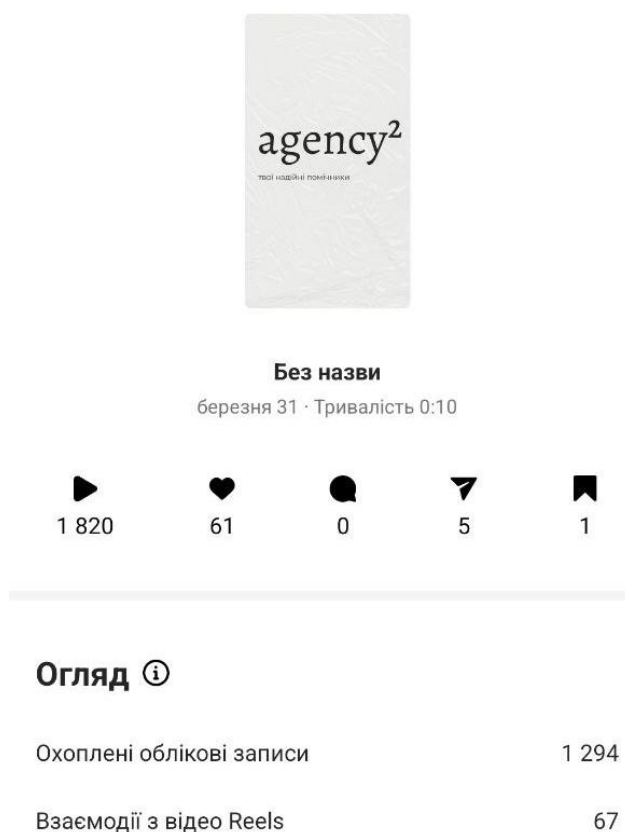 agency²
твої надійні помічники
Без назви
березня 31 · Тривалість 0:10
1 820 61 0 5 1
Огляд
Охоплені облікові записи 1 294
Взаємодії з відео Reels 67